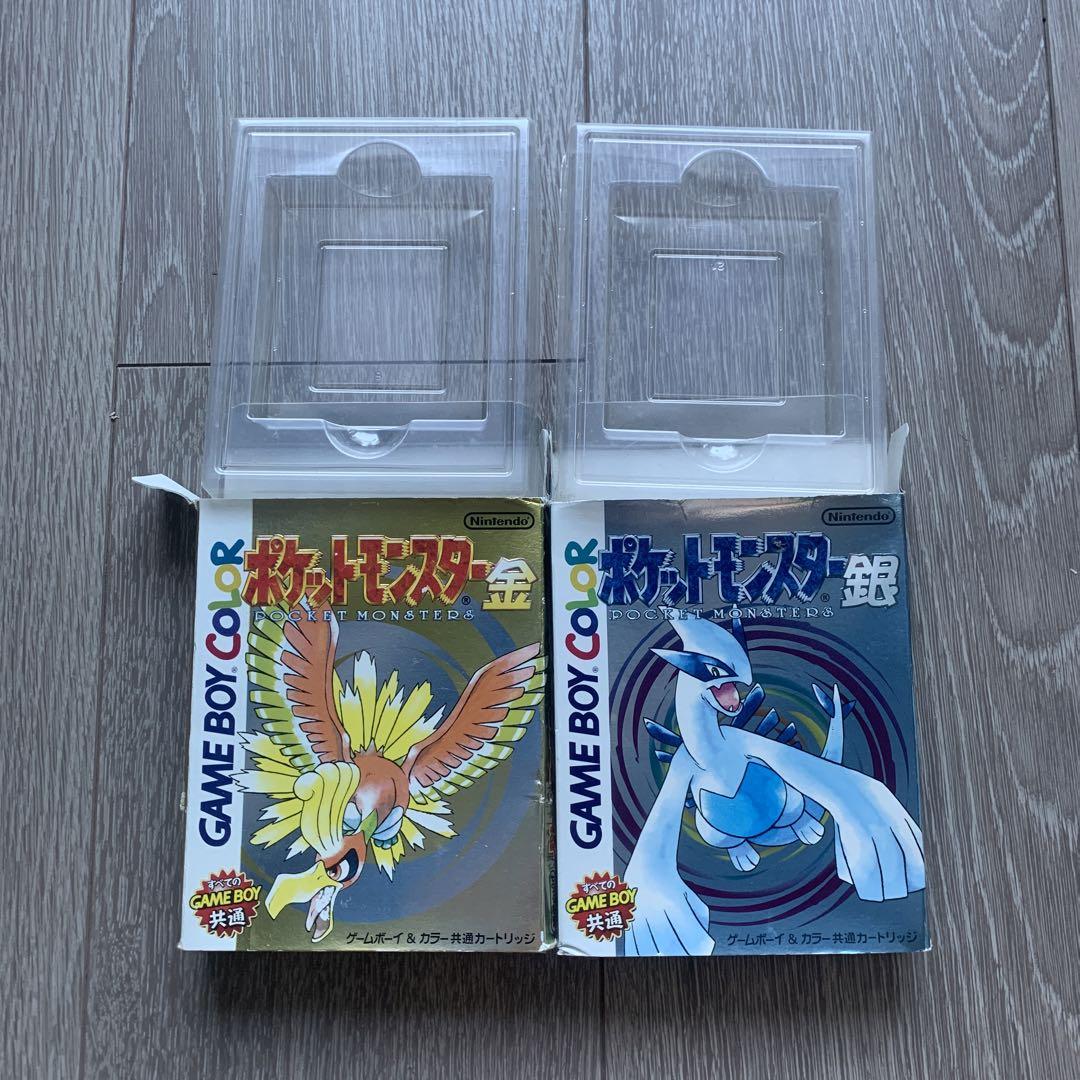 Nintendo
ポケットモンスター金
POCKET MONSTERS
GAME BOY COLOR
すべての
GAME BOY
共通
ゲームボーイ&カラー共通カートリッジ
Nintendo
ポケットモンスター銀
POCKET MONSTERS
GAME BOY COLOR
すべての
GAME BOY
共通
ゲームボーイ&カラー共通カートリッジ